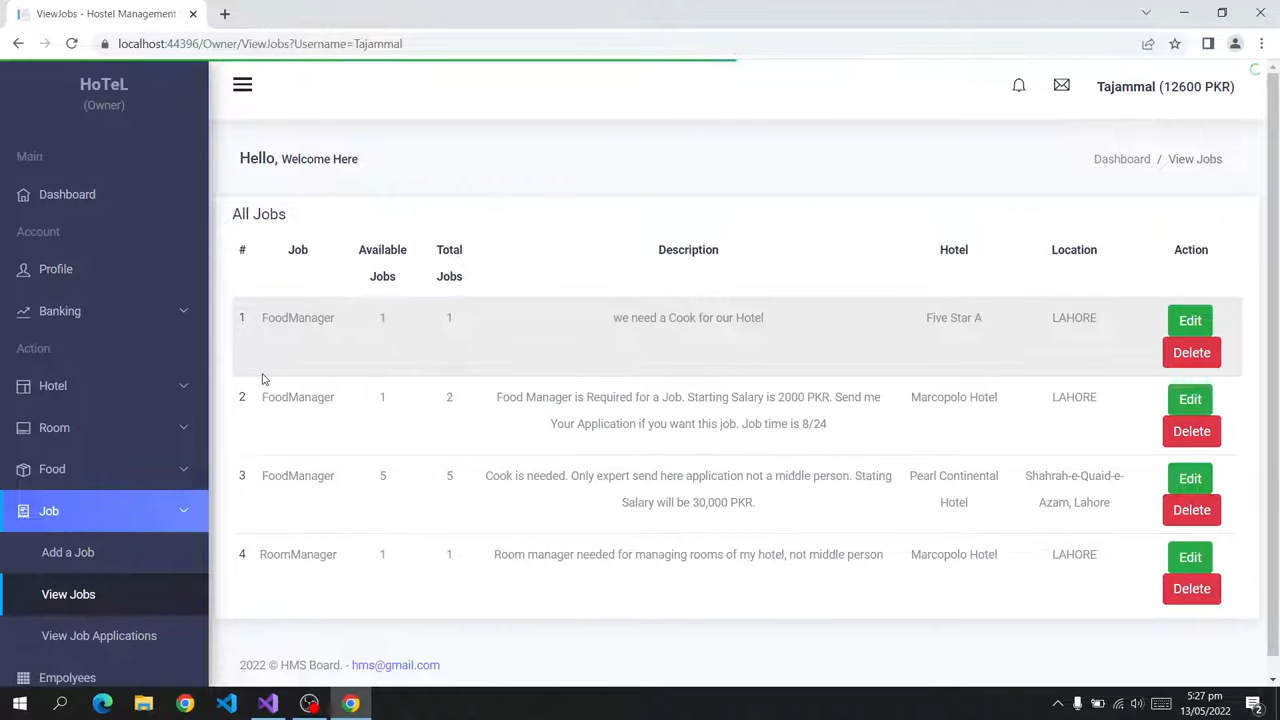 ViewJobs - Hostel Management
localhost:44396/Owner/ViewJobs?Username=Tajammal
HoTeL
(Owner)
Main
Dashboard
Account
Profile
Banking
Action
Hotel
Room
Food
Job
Add a Job
View Jobs
View Job Applications
Empolyees
Tajammal (12600 PKR)
Hello, Welcome Here
Dashboard / View Jobs
All Jobs
# Job Available Jobs Total Jobs Description Hotel Location Action
1 FoodManager 1 1 we need a Cook for our Hotel Five Star A LAHORE Edit
Delete
2 FoodManager 1 2 Food Manager is Required for a Job. Starting Salary is 2000 PKR. Send me Marcopolo Hotel LAHORE Edit
Your Application if you want this job. Job time is 8/24 Delete
3 FoodManager 5 5 Cook is needed. Only expert send here application not a middle person. Stating Pearl Continental Shahrah-e-Quaid-e- Edit
Salary will be 30,000 PKR. Hotel Azam, Lahore Delete
4 RoomManager 1 1 Room manager needed for managing rooms of my hotel, not middle person Marcopolo Hotel LAHORE Edit
Delete
2022 © HMS Board. - hms@gmail.com
5:27 pm
13/05/2022
2